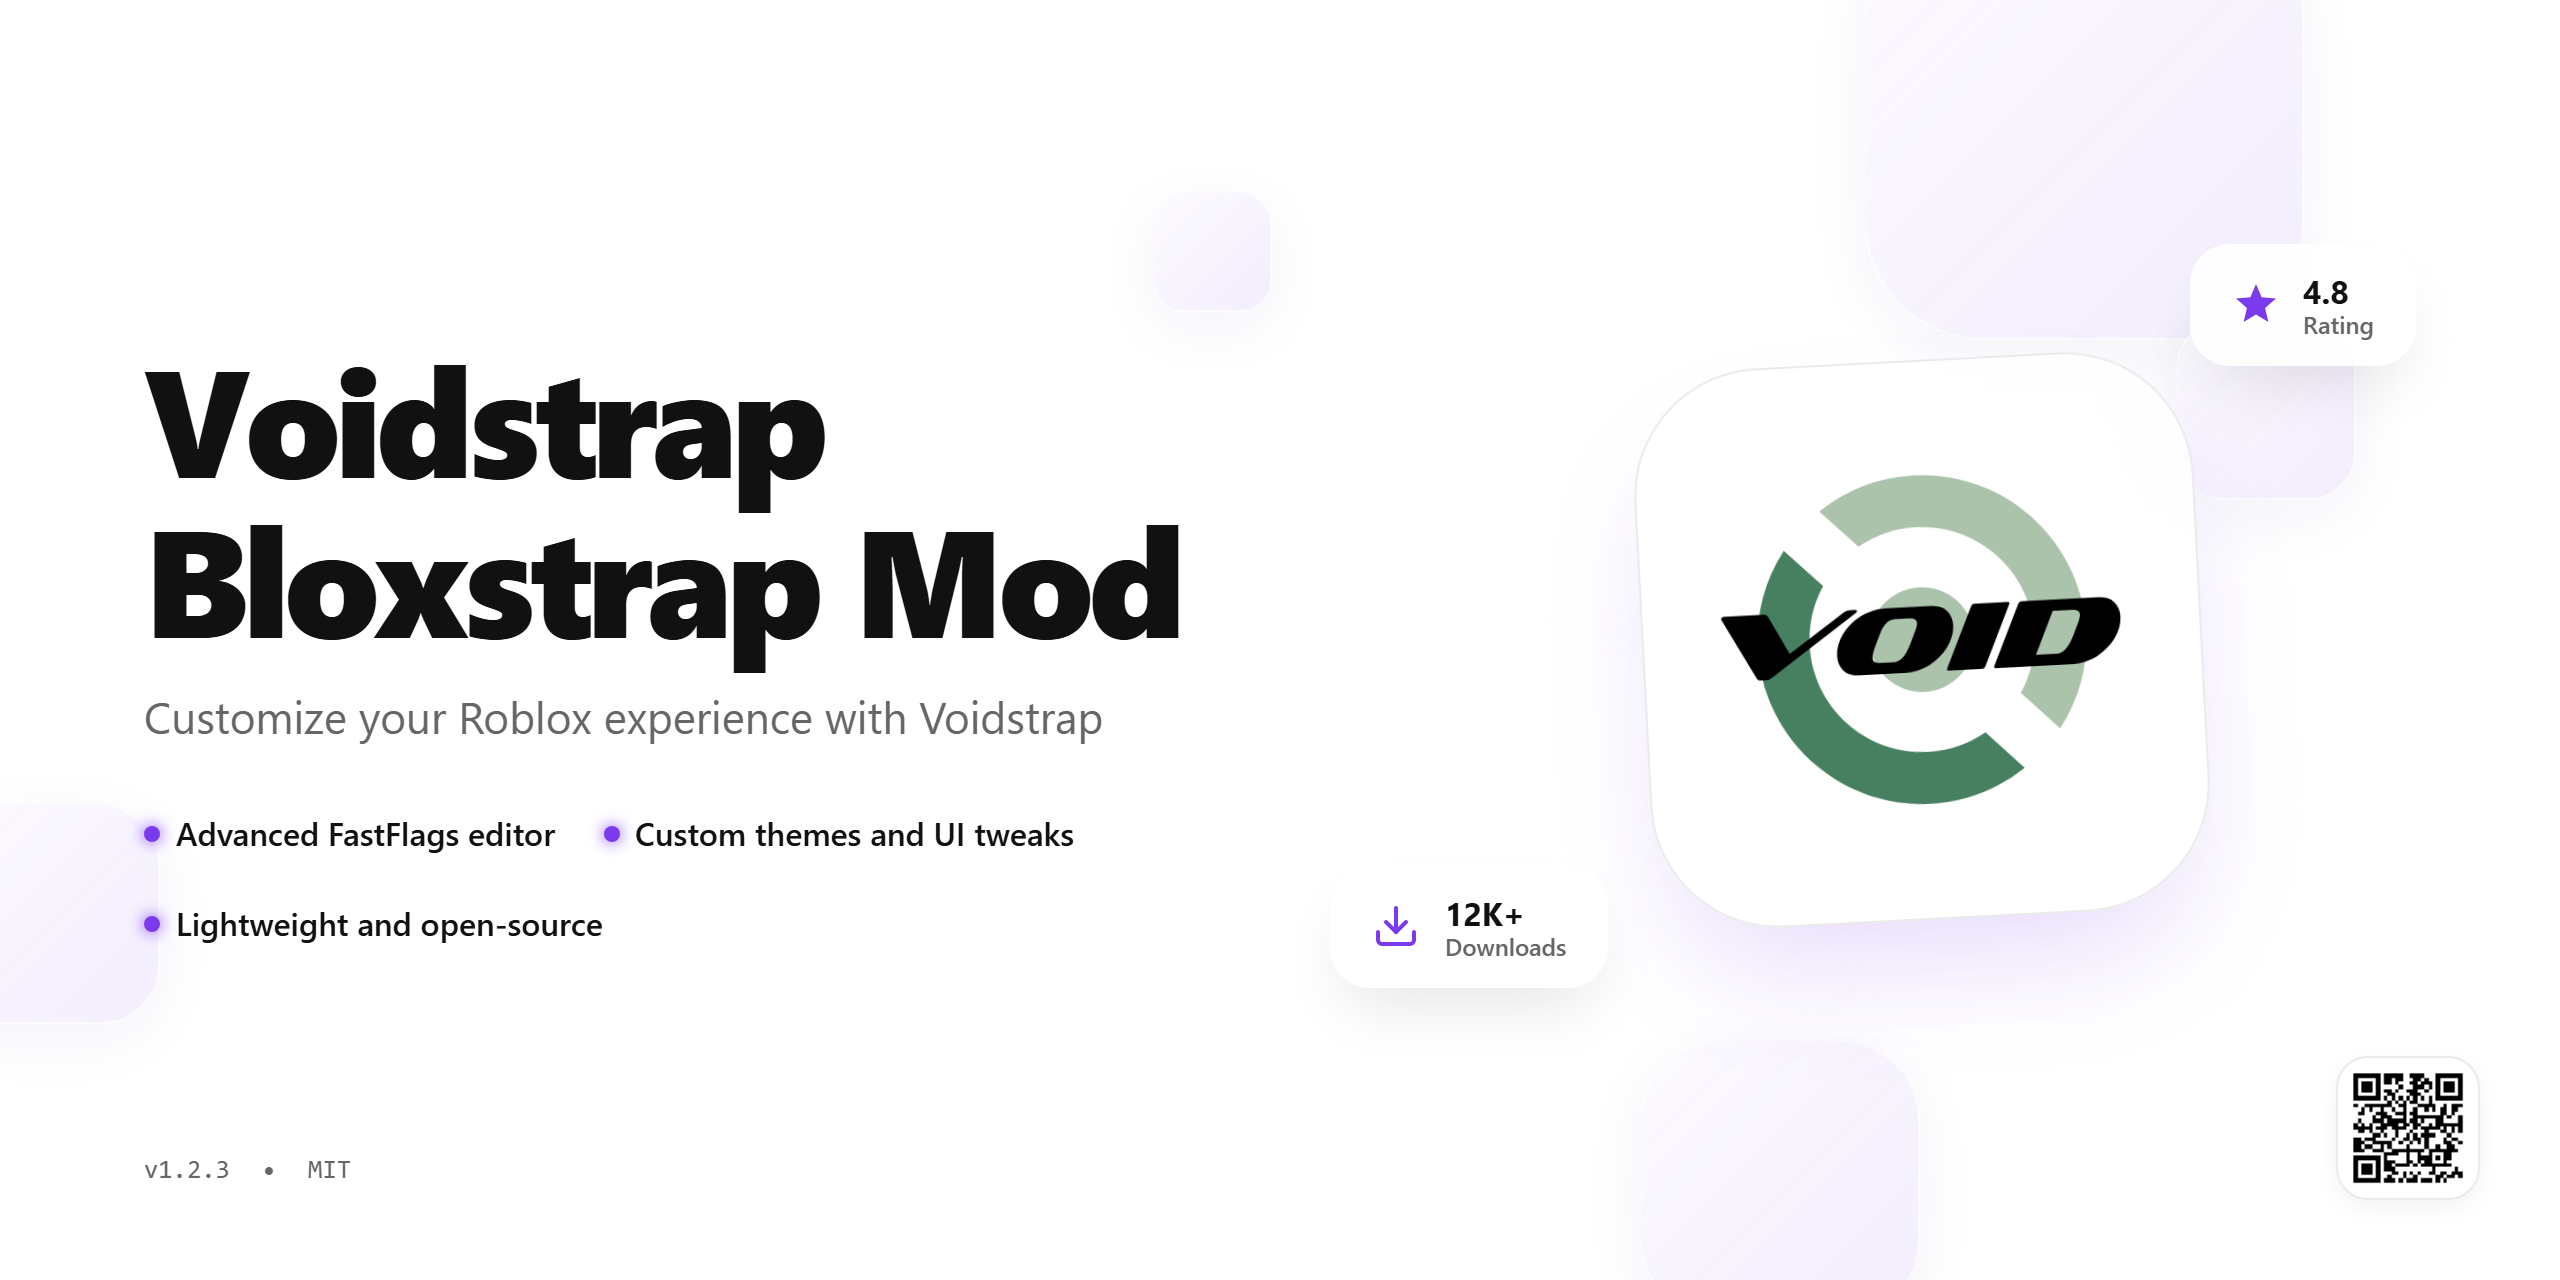 Voidstrap
Bloxstrap Mod
Customize your Roblox experience with Voidstrap
Advanced FastFlags editor
Custom themes and UI tweaks
Lightweight and open-source
v1.2.3 • MIT
4.8
Rating
VOID
12K+
Downloads